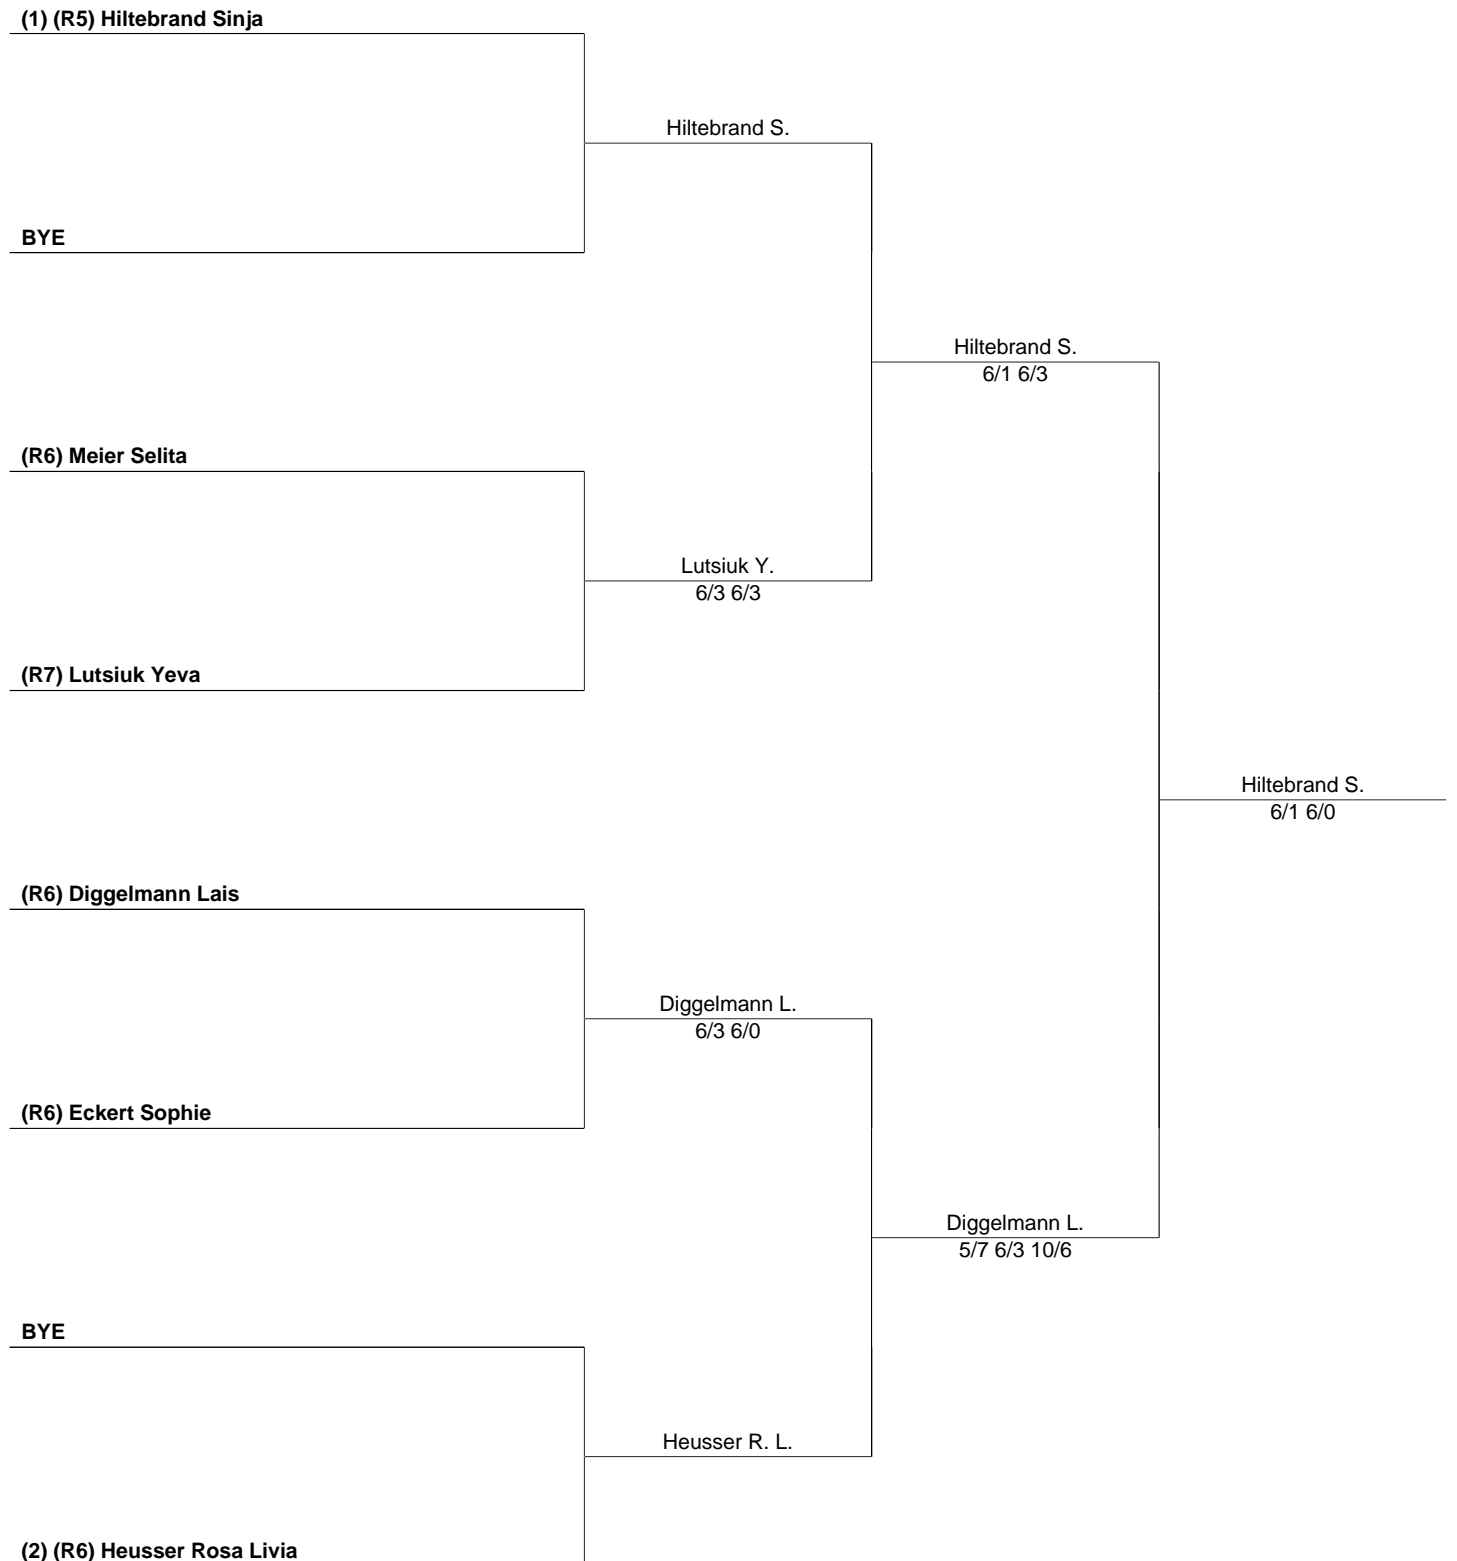 (1) (R5) Hiltebrand Sinja
Hiltebrand S.
BYE
Hiltebrand S.
6/1 6/3
(R6) Meier Selita
Lutsiuk Y.
6/3 6/3
(R7) Lutsiuk Yeva
Hiltebrand S.
6/1 6/0
(R6) Diggelmann Lais
Diggelmann L.
6/3 6/0
(R6) Eckert Sophie
Diggelmann L.
5/7 6/3 10/6
BYE
Heusser R. L.
(2) (R6) Heusser Rosa Livia